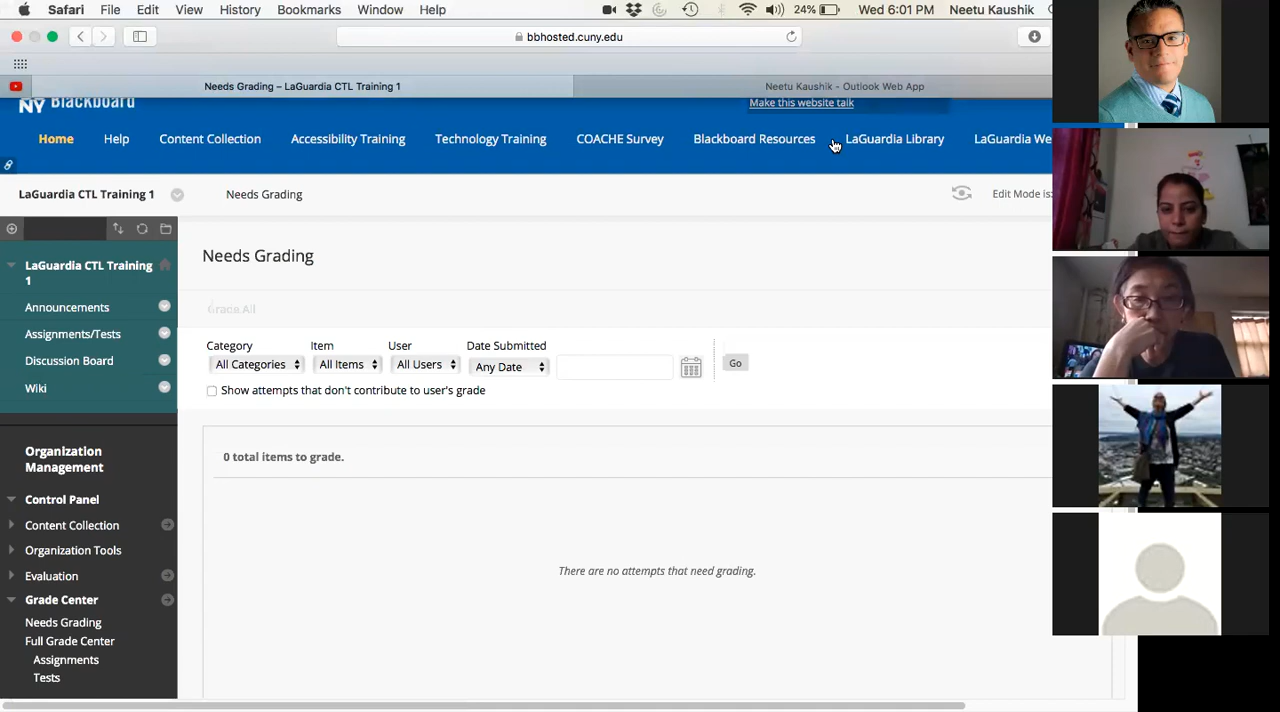 Safari File Edit View History Bookmarks Window Help 24% Wed 6:01 PM Neetu Kaushik
bbhosted.cuny.edu
Needs Grading – LaGuardia CTL Training 1
Neetu Kaushik - Outlook Web App
NY Blackboard
Make this website talk
Home Help Content Collection Accessibility Training Technology Training COACHE Survey Blackboard Resources LaGuardia Library LaGuardia We
LaGuardia CTL Training 1 Needs Grading Edit Mode is:
LaGuardia CTL Training
1
Announcements
Assignments/Tests
Discussion Board
Wiki
Organization
Management
Control Panel
Content Collection
Organization Tools
Evaluation
Grade Center
Needs Grading
Full Grade Center
Assignments
Tests
Needs Grading
Grade All
Category Item User Date Submitted
All Categories All Items All Users Any Date Go
Show attempts that don't contribute to user's grade
0 total items to grade.
There are no attempts that need grading.